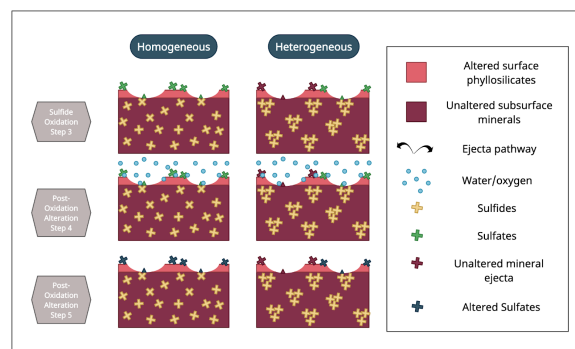 Homogeneous
Heterogeneous
Sulfide
Oxidation
Step 3
Post-
Oxidation
Alteration
Step 4
Post-
Oxidation
Alteration
Step 5
Altered surface
phyllosilicates
Unaltered subsurface
minerals
Ejecta pathway
Water/oxygen
Sulfides
Sulfates
Unaltered mineral
ejecta
Altered Sulfates